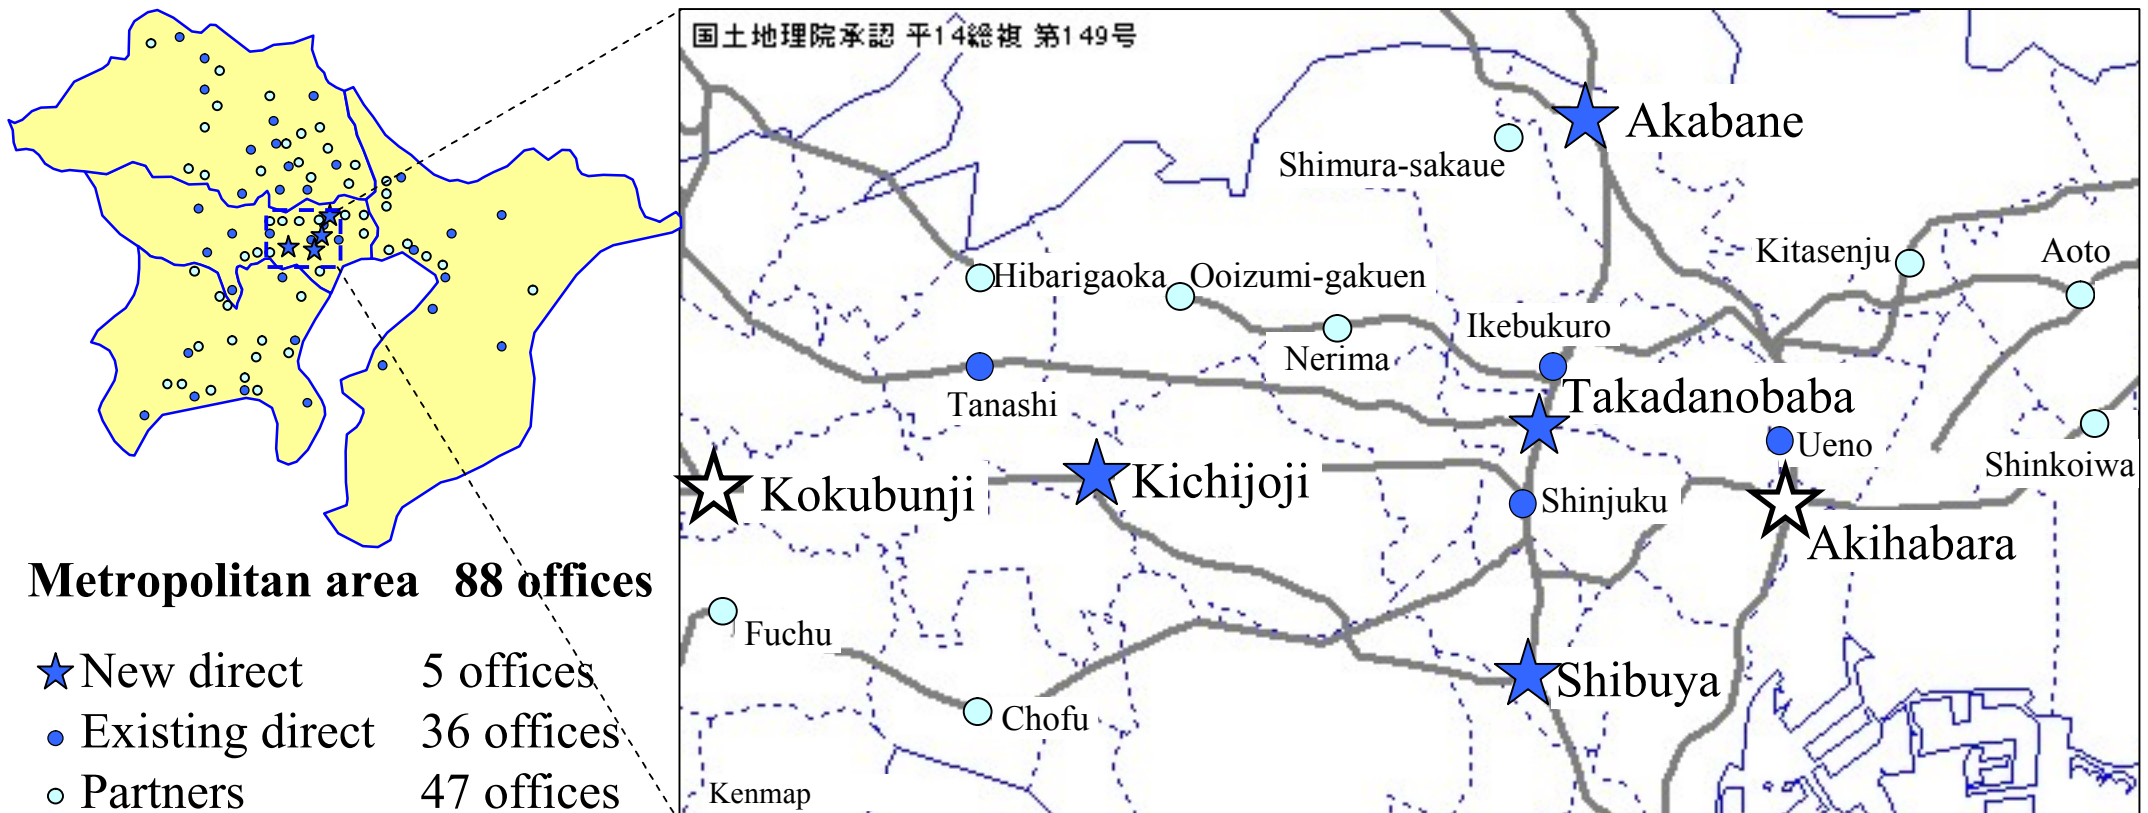 国土地理院承認 平14総複 第149号
Akabane
Shimura-sakaue
Kitasenju
Aoto
Hibarigaoka
Ooizumi-gakuen
Ikebukuro
Nerima
Takadanobaba
Tanashi
Ueno
Shinkoiwa
Kokubunji
Kichijoji
Shinjuku
Akihabara
Fuchu
Shibuya
Chofu
Kenmap
Metropolitan area 88 offices
New direct 5 offices
Existing direct 36 offices
Partners 47 offices